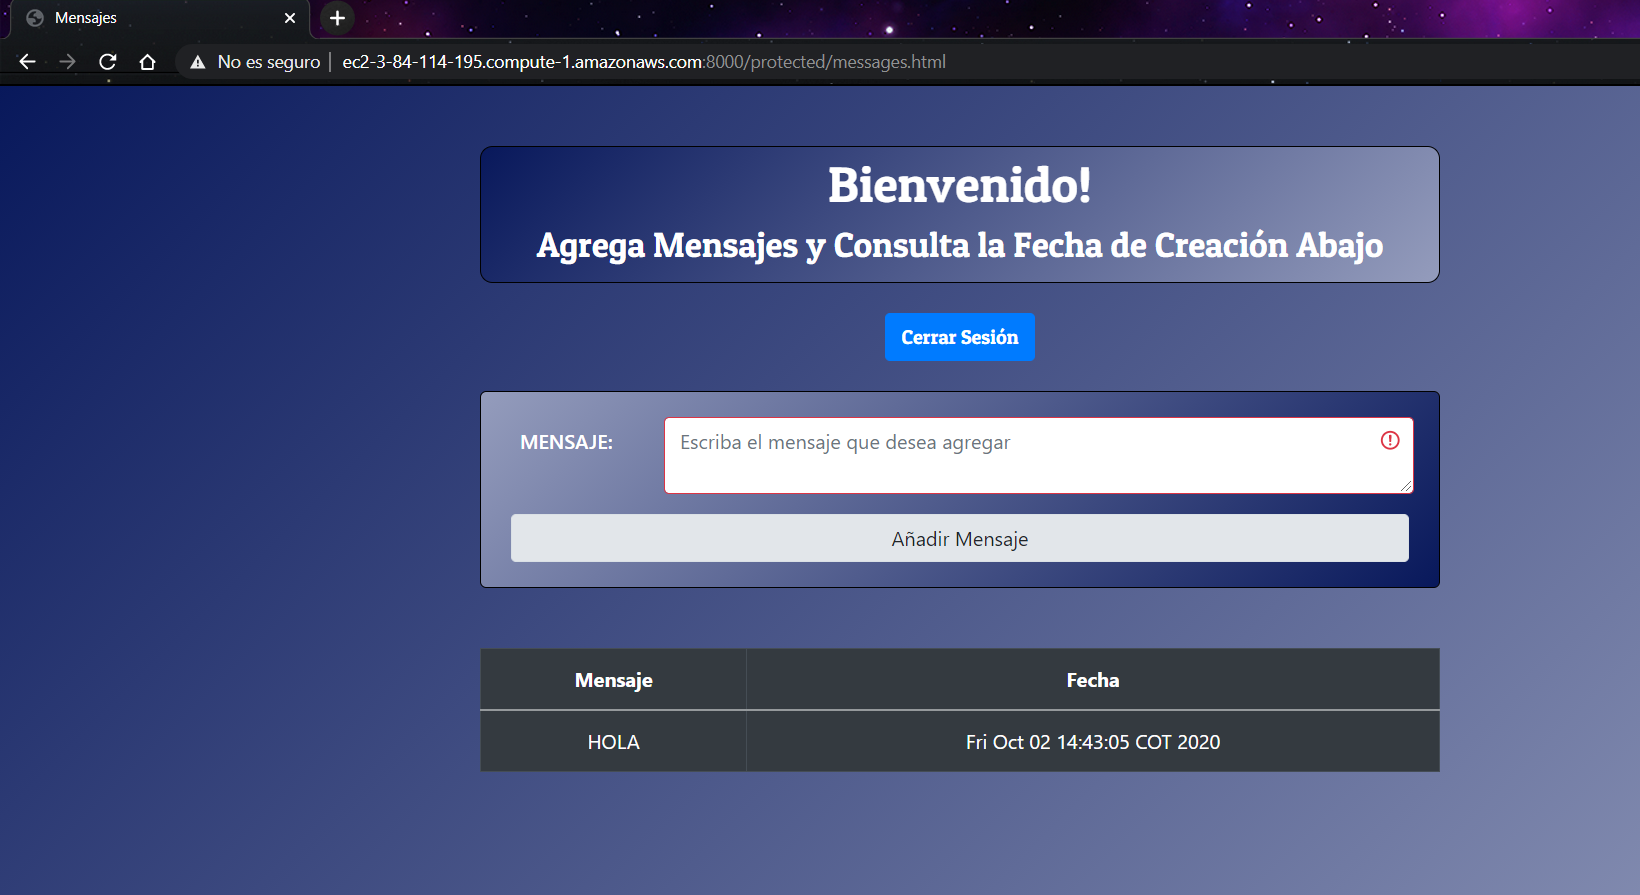 Mensajes
No es seguro | ec2-3-84-114-195.compute-1.amazonaws.com:8000/protected/messages.html
Bienvenido!
Agrega Mensajes y Consulta la Fecha de Creación Abajo
Cerrar Sesión
MENSAJE: Escriba el mensaje que desea agregar
Añadir Mensaje
Mensaje Fecha
HOLA Fri Oct 02 14:43:05 COT 2020